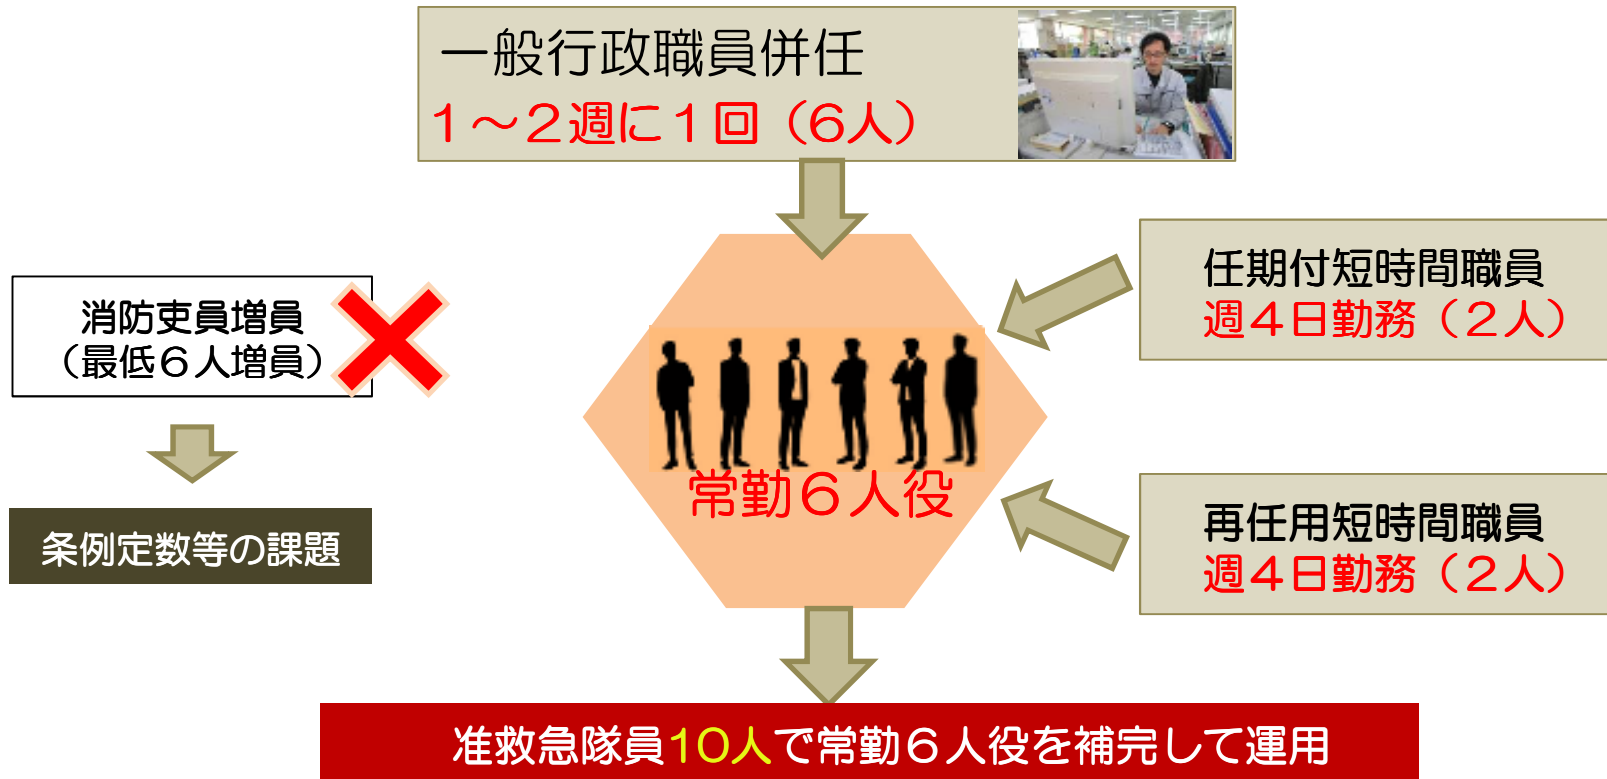 一般行政職員併任
１～２週に１回（６人）
任期付短時間職員
週４日勤務（２人）
消防吏員増員
（最低６人増員）
常勤６人役
再任用短時間職員
週４日勤務（２人）
条例定数等の課題
准救急隊員１０人で常勤６人役を補完して運用